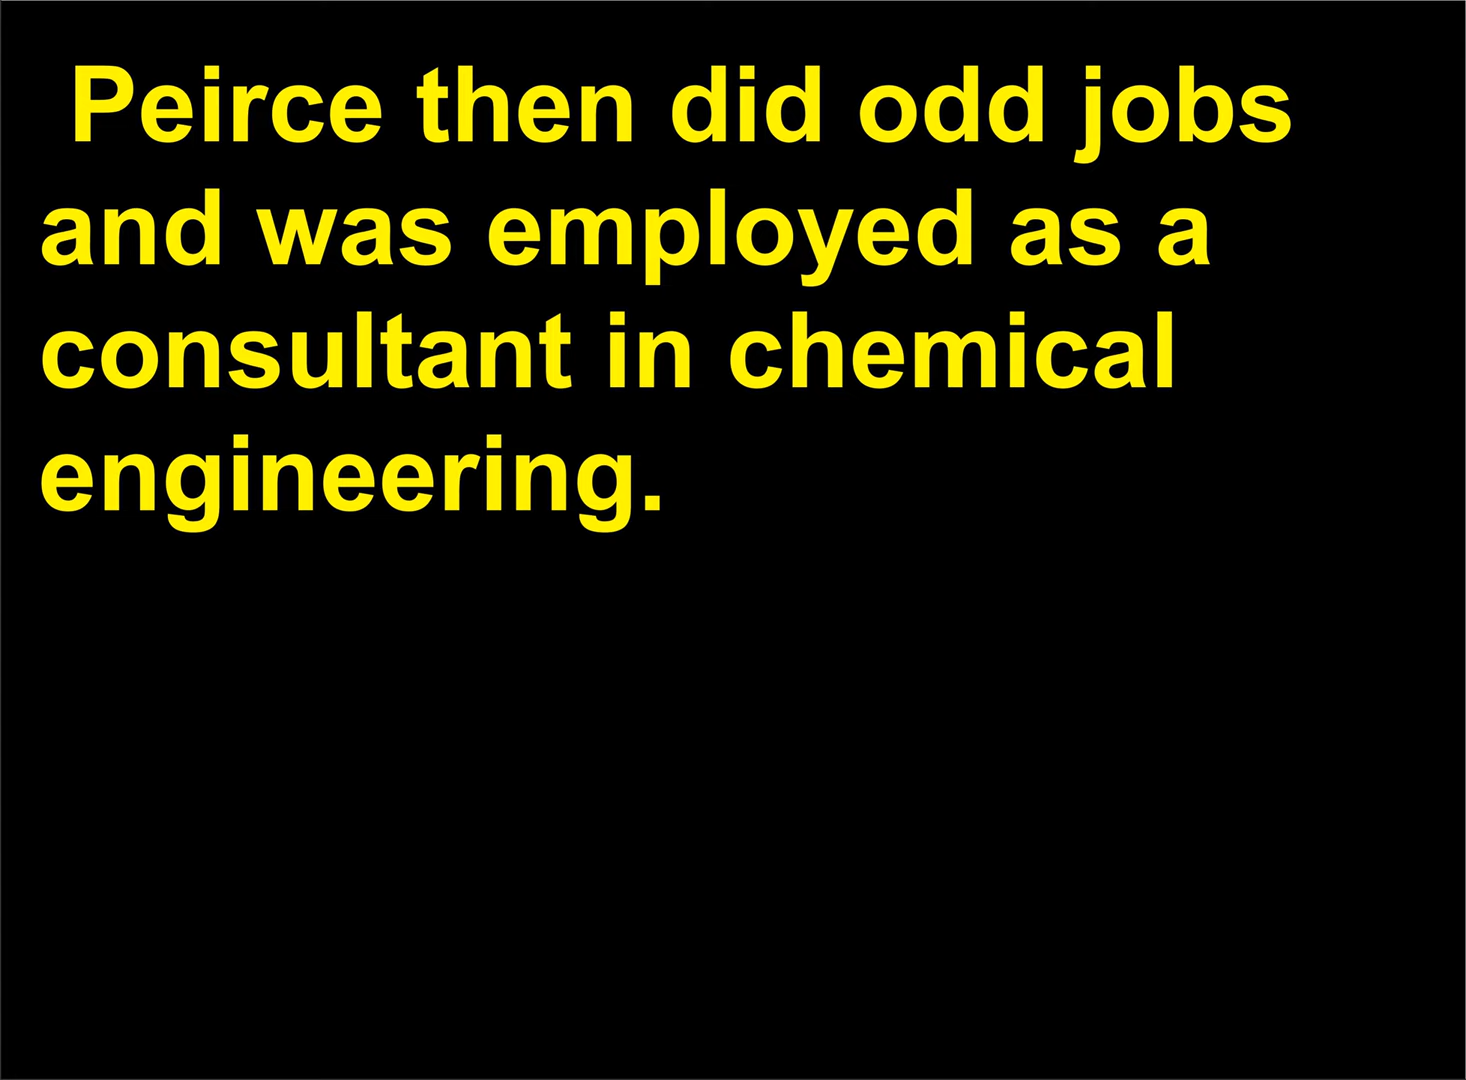 Peirce then did odd jobs
and was employed as a
consultant in chemical
engineering.